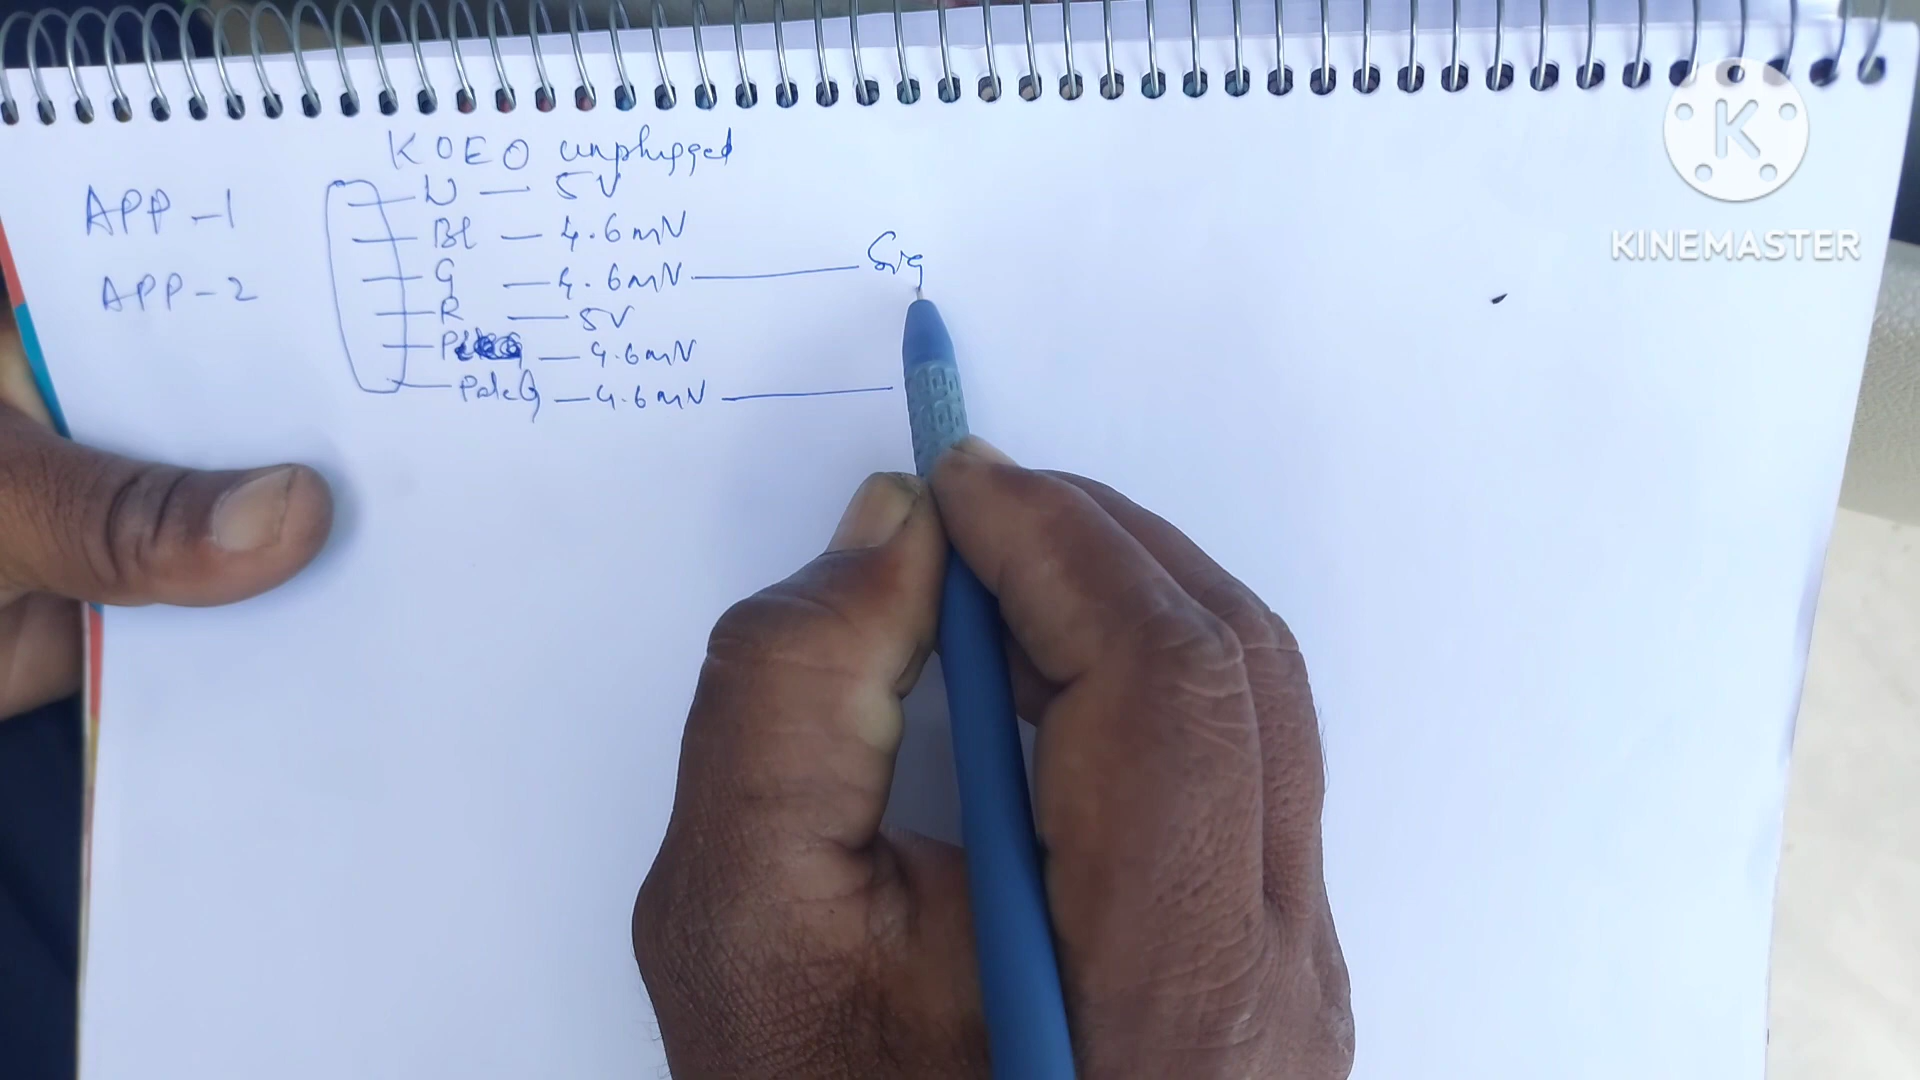 KOEO unplugged
APP-1
W — 5V
Bl — 4.6mV
G — 4.6mV — Sig
APP-2
R — 5V
P — 4.6mV
PaleG — 4.6mV
K
KINEMASTER